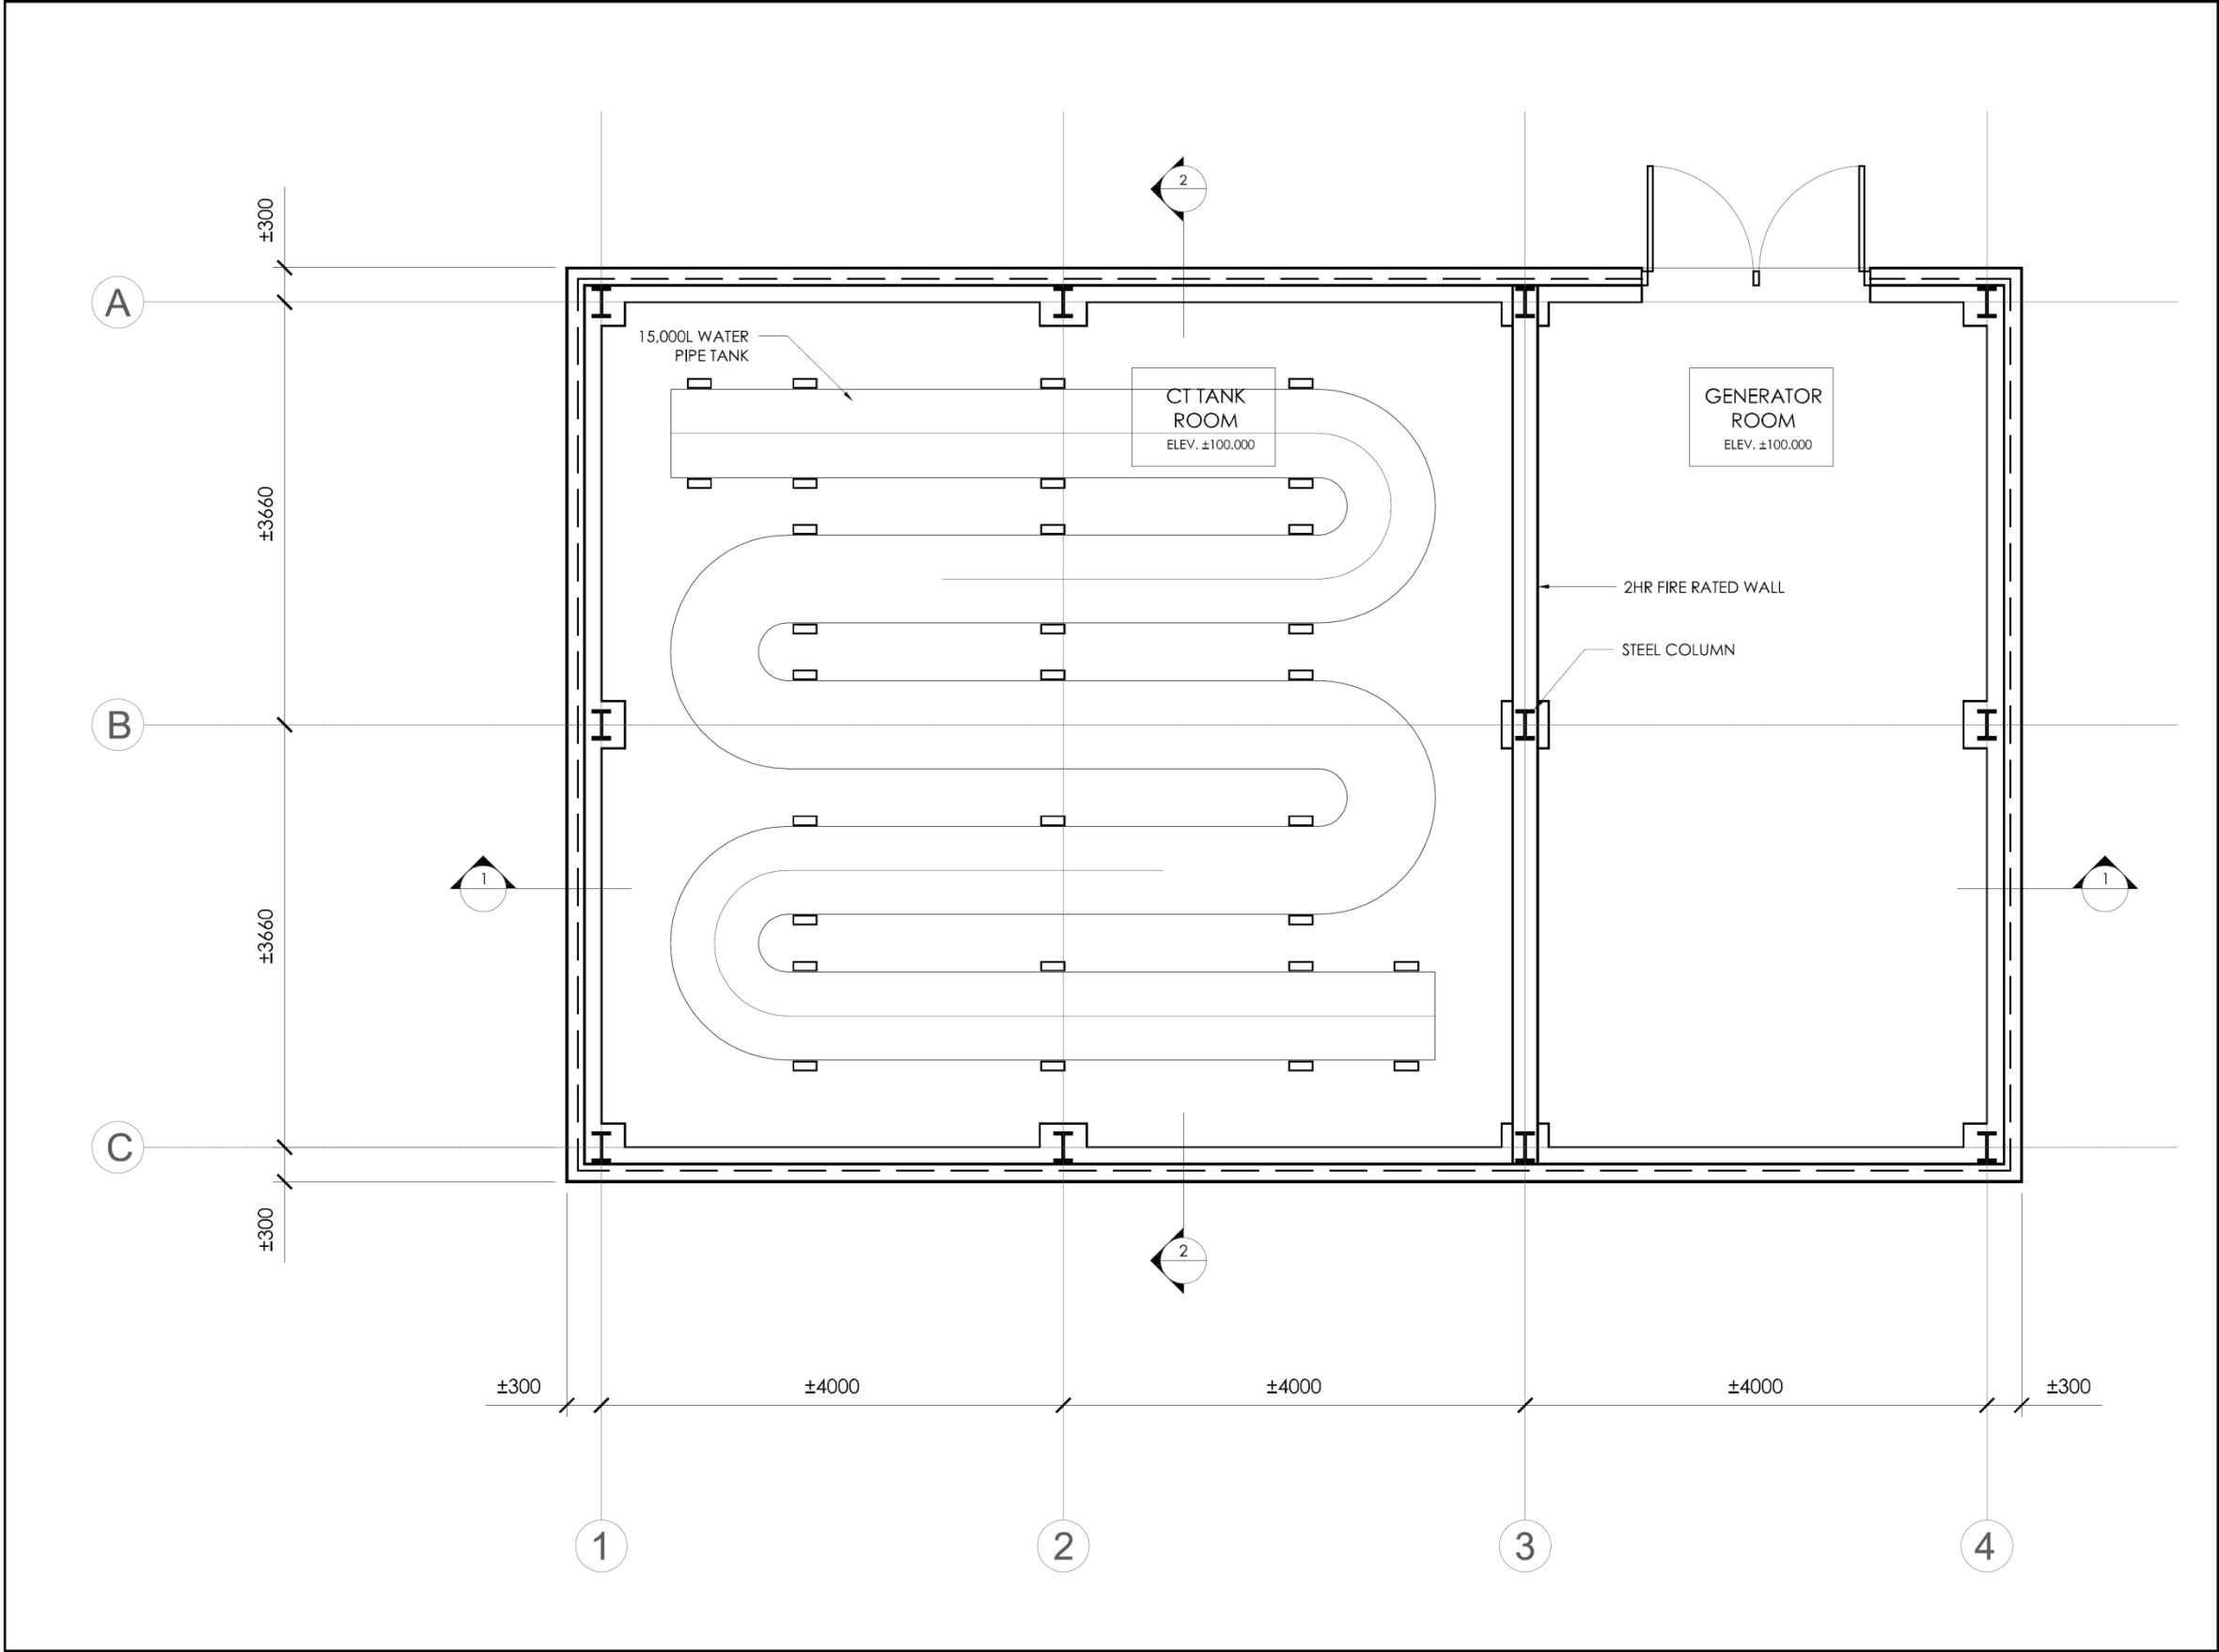 2
±300
A
15,000L WATER
PIPE TANK
CT TANK
ROOM
ELEV. ±100.000
GENERATOR
ROOM
ELEV. ±100.000
±3660
2HR FIRE RATED WALL
STEEL COLUMN
B
1
1
±3660
C
±300
2
±300
±4000
±4000
±4000
±300
1
2
3
4